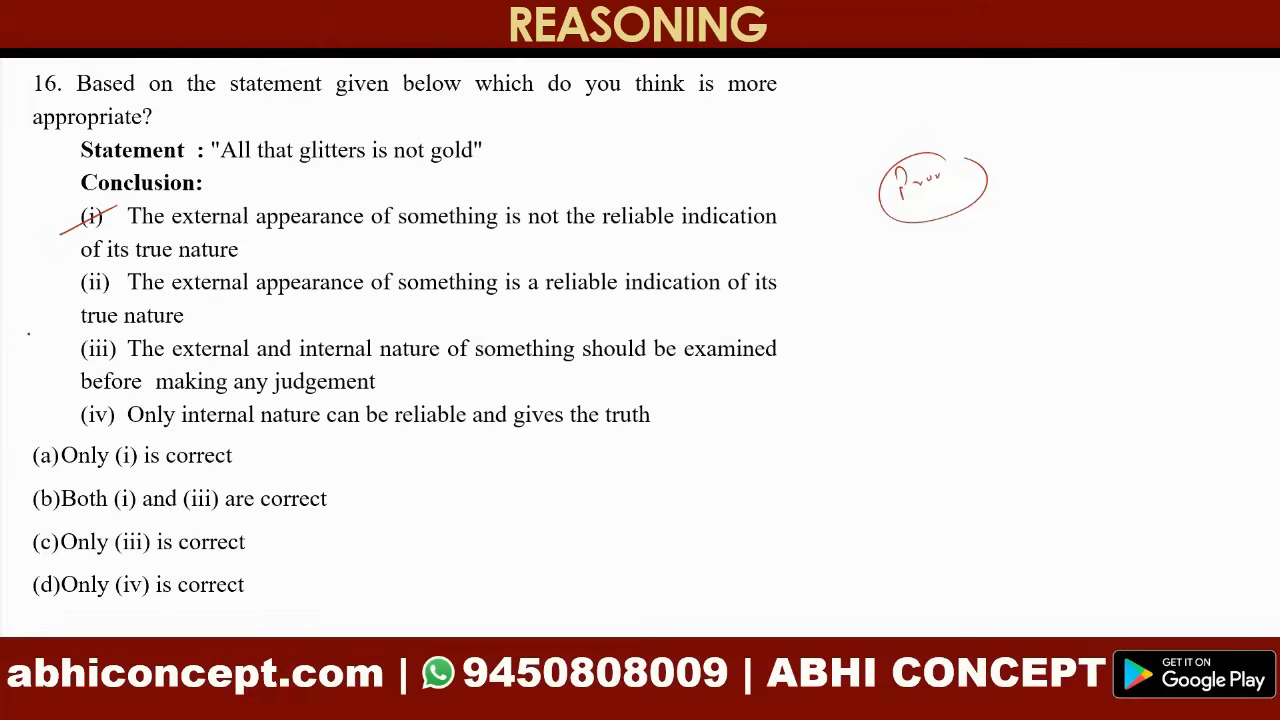 REASONING
16. Based on the statement given below which do you think is more
appropriate?
Statement : "All that glitters is not gold"
Conclusion:
(i) The external appearance of something is not the reliable indication
of its true nature
(ii) The external appearance of something is a reliable indication of its
true nature
(iii) The external and internal nature of something should be examined
before making any judgement
(iv) Only internal nature can be reliable and gives the truth
(a)Only (i) is correct
(b)Both (i) and (iii) are correct
(c)Only (iii) is correct
(d)Only (iv) is correct
abhiconcept.com | 9450808009 | ABHI CONCEPT
GET IT ON
Google Play